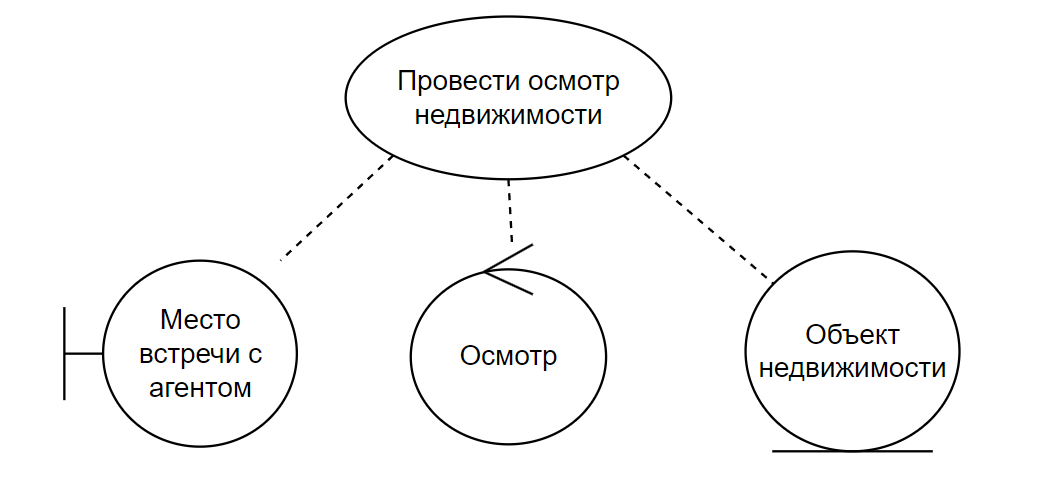 Провести осмотр
недвижимости
Место
встречи с
агентом
Осмотр
Объект
недвижимости